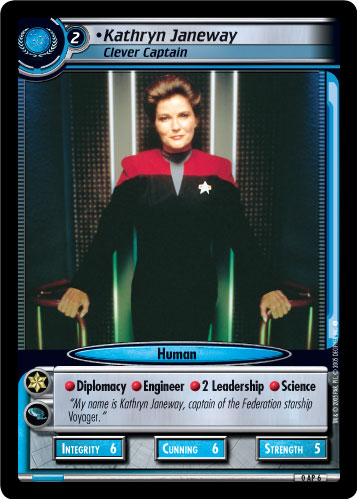 2
•Kathryn Janeway
Clever Captain
Human
Diplomacy Engineer 2 Leadership Science
"My name is Kathryn Janeway, captain of the Federation starship
Voyager."
INTEGRITY 6 CUNNING 6 STRENGTH 5
0 AP 6